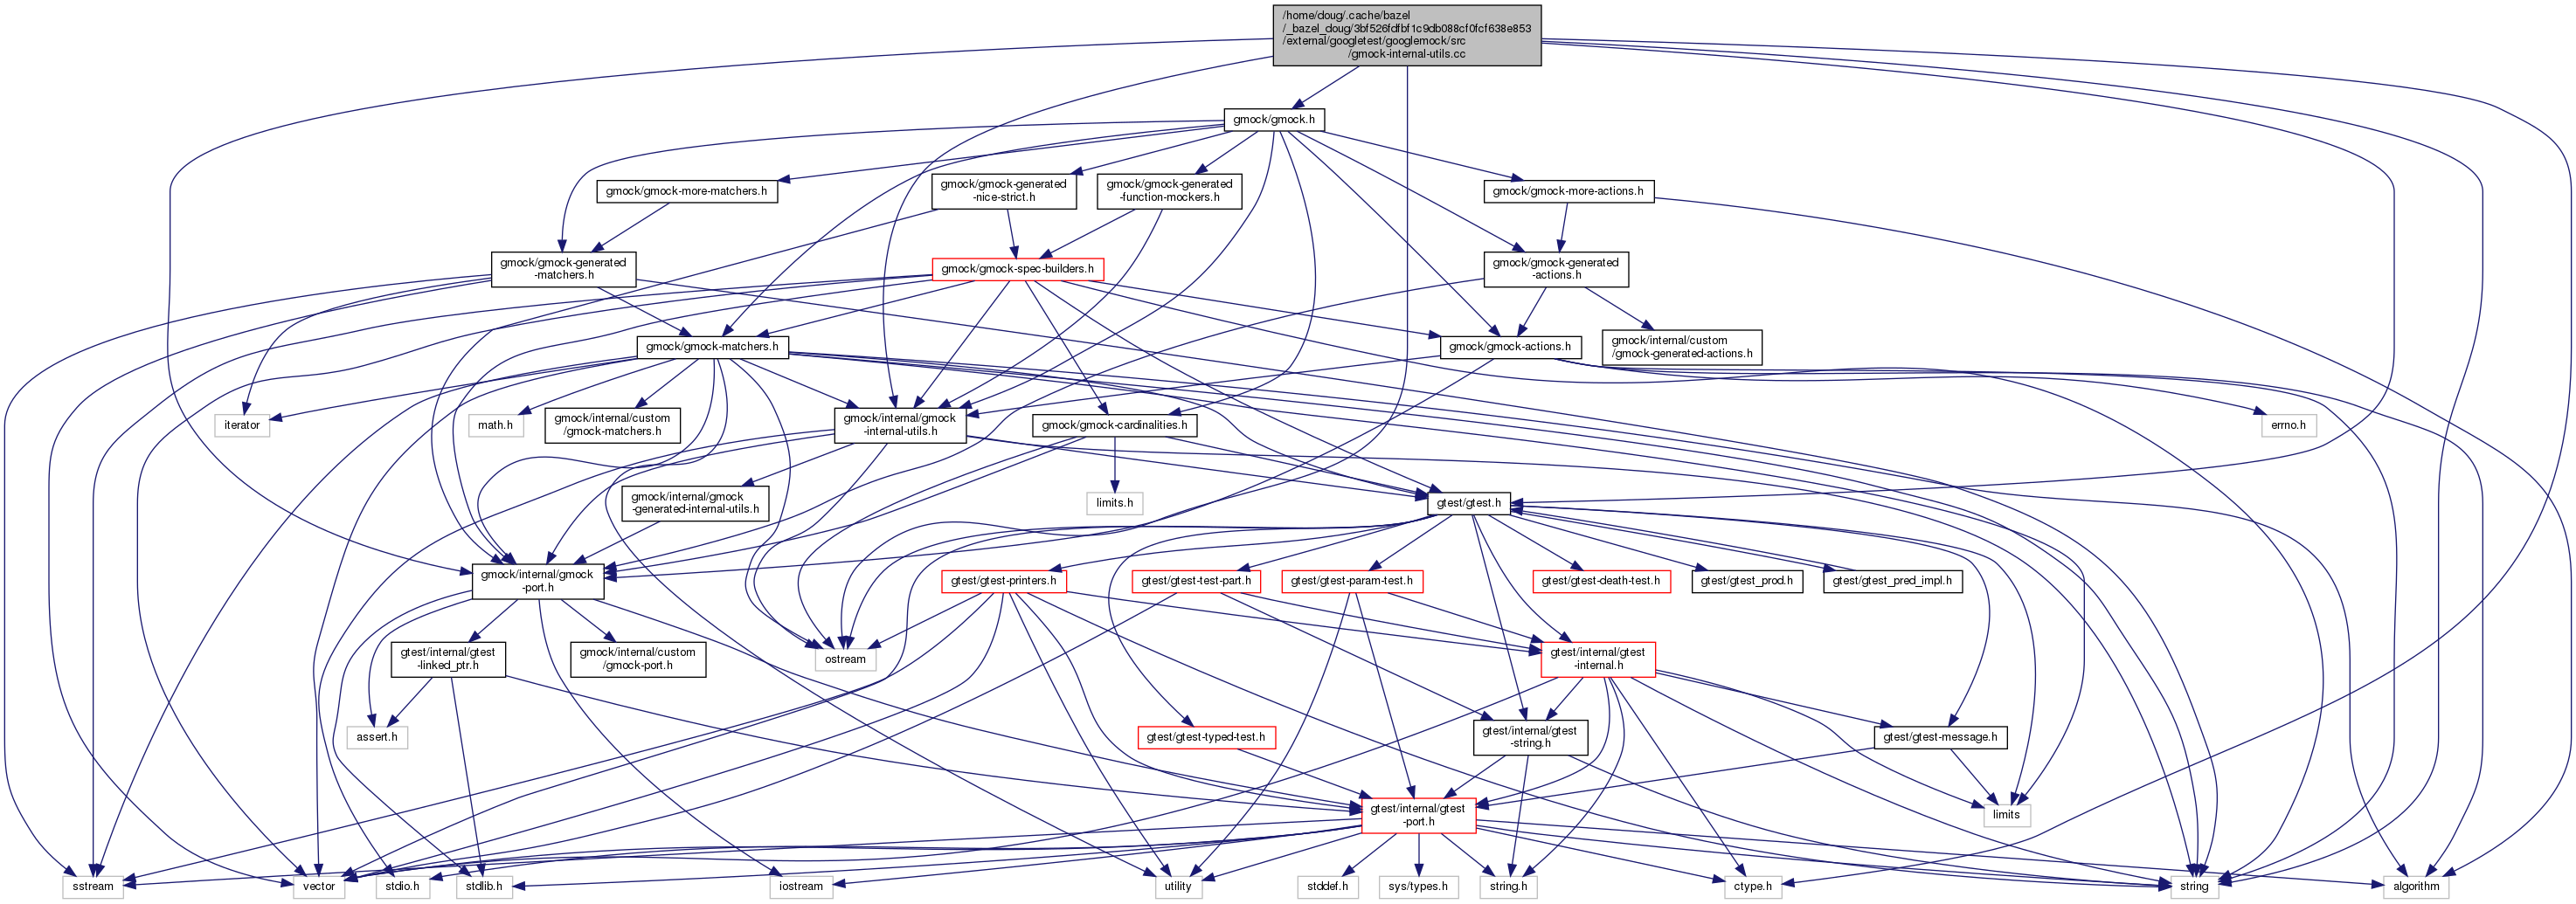 /home/doug/.cache/bazel
/_bazel_doug/3bf526fdfbf1c9db088cf0fcf638e853
/external/googletest/googlemock/src
/gmock-internal-utils.cc
gmock/gmock.h
gmock/gmock-more-matchers.h
gmock/gmock-generated
-nice-strict.h
gmock/gmock-generated
-function-mockers.h
gmock/gmock-more-actions.h
gmock/gmock-generated
-matchers.h
gmock/gmock-spec-builders.h
gmock/gmock-generated
-actions.h
gmock/gmock-matchers.h
gmock/gmock-actions.h
gmock/internal/custom
/gmock-generated-actions.h
iterator
math.h
gmock/internal/custom
/gmock-matchers.h
gmock/internal/gmock
-internal-utils.h
gmock/gmock-cardinalities.h
errno.h
gmock/internal/gmock
-generated-internal-utils.h
limits.h
gtest/gtest.h
gmock/internal/gmock
-port.h
gtest/gtest-printers.h
gtest/gtest-test-part.h
gtest/gtest-param-test.h
gtest/gtest-death-test.h
gtest/gtest_prod.h
gtest/gtest_pred_impl.h
gtest/internal/gtest
-linked_ptr.h
gmock/internal/custom
/gmock-port.h
ostream
gtest/internal/gtest
-internal.h
assert.h
gtest/gtest-typed-test.h
gtest/internal/gtest
-string.h
gtest/gtest-message.h
gtest/internal/gtest
-port.h
limits
sstream
vector
stdio.h
stdlib.h
iostream
utility
stddef.h
sys/types.h
string.h
ctype.h
string
algorithm